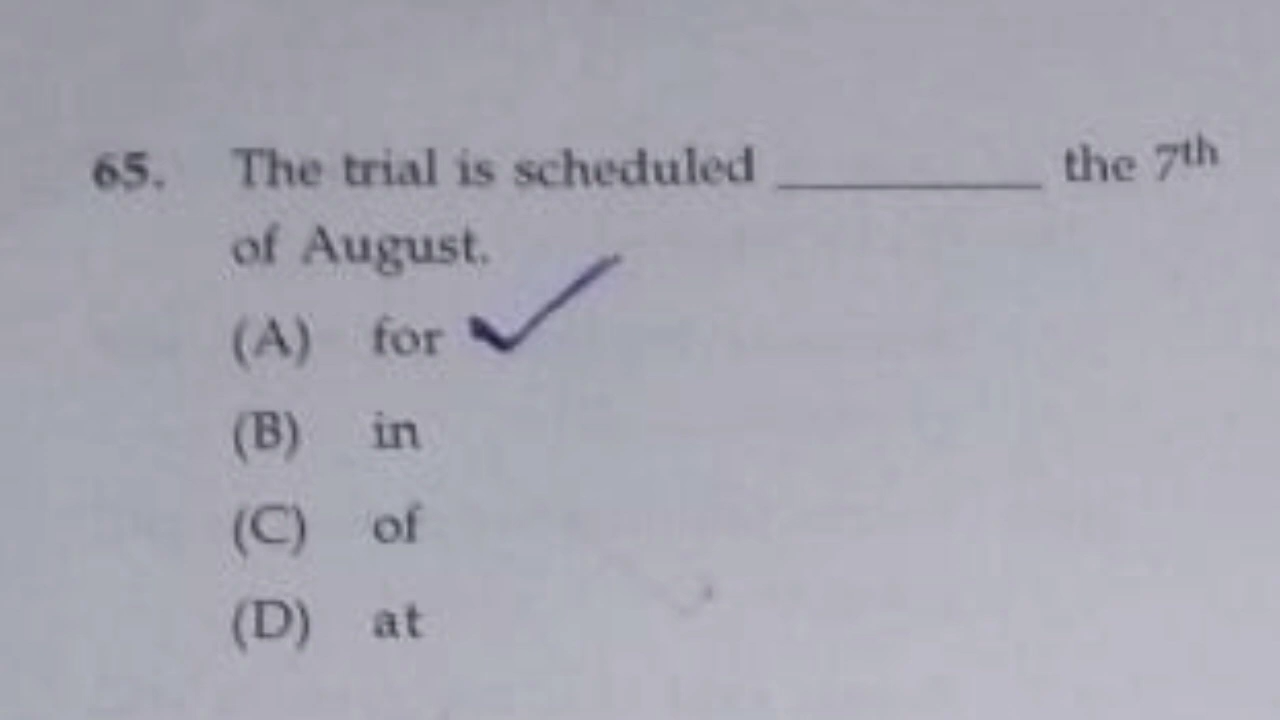 65. The trial is scheduled __________ the 7th
of August.
(A) for
(B) in
(C) of
(D) at